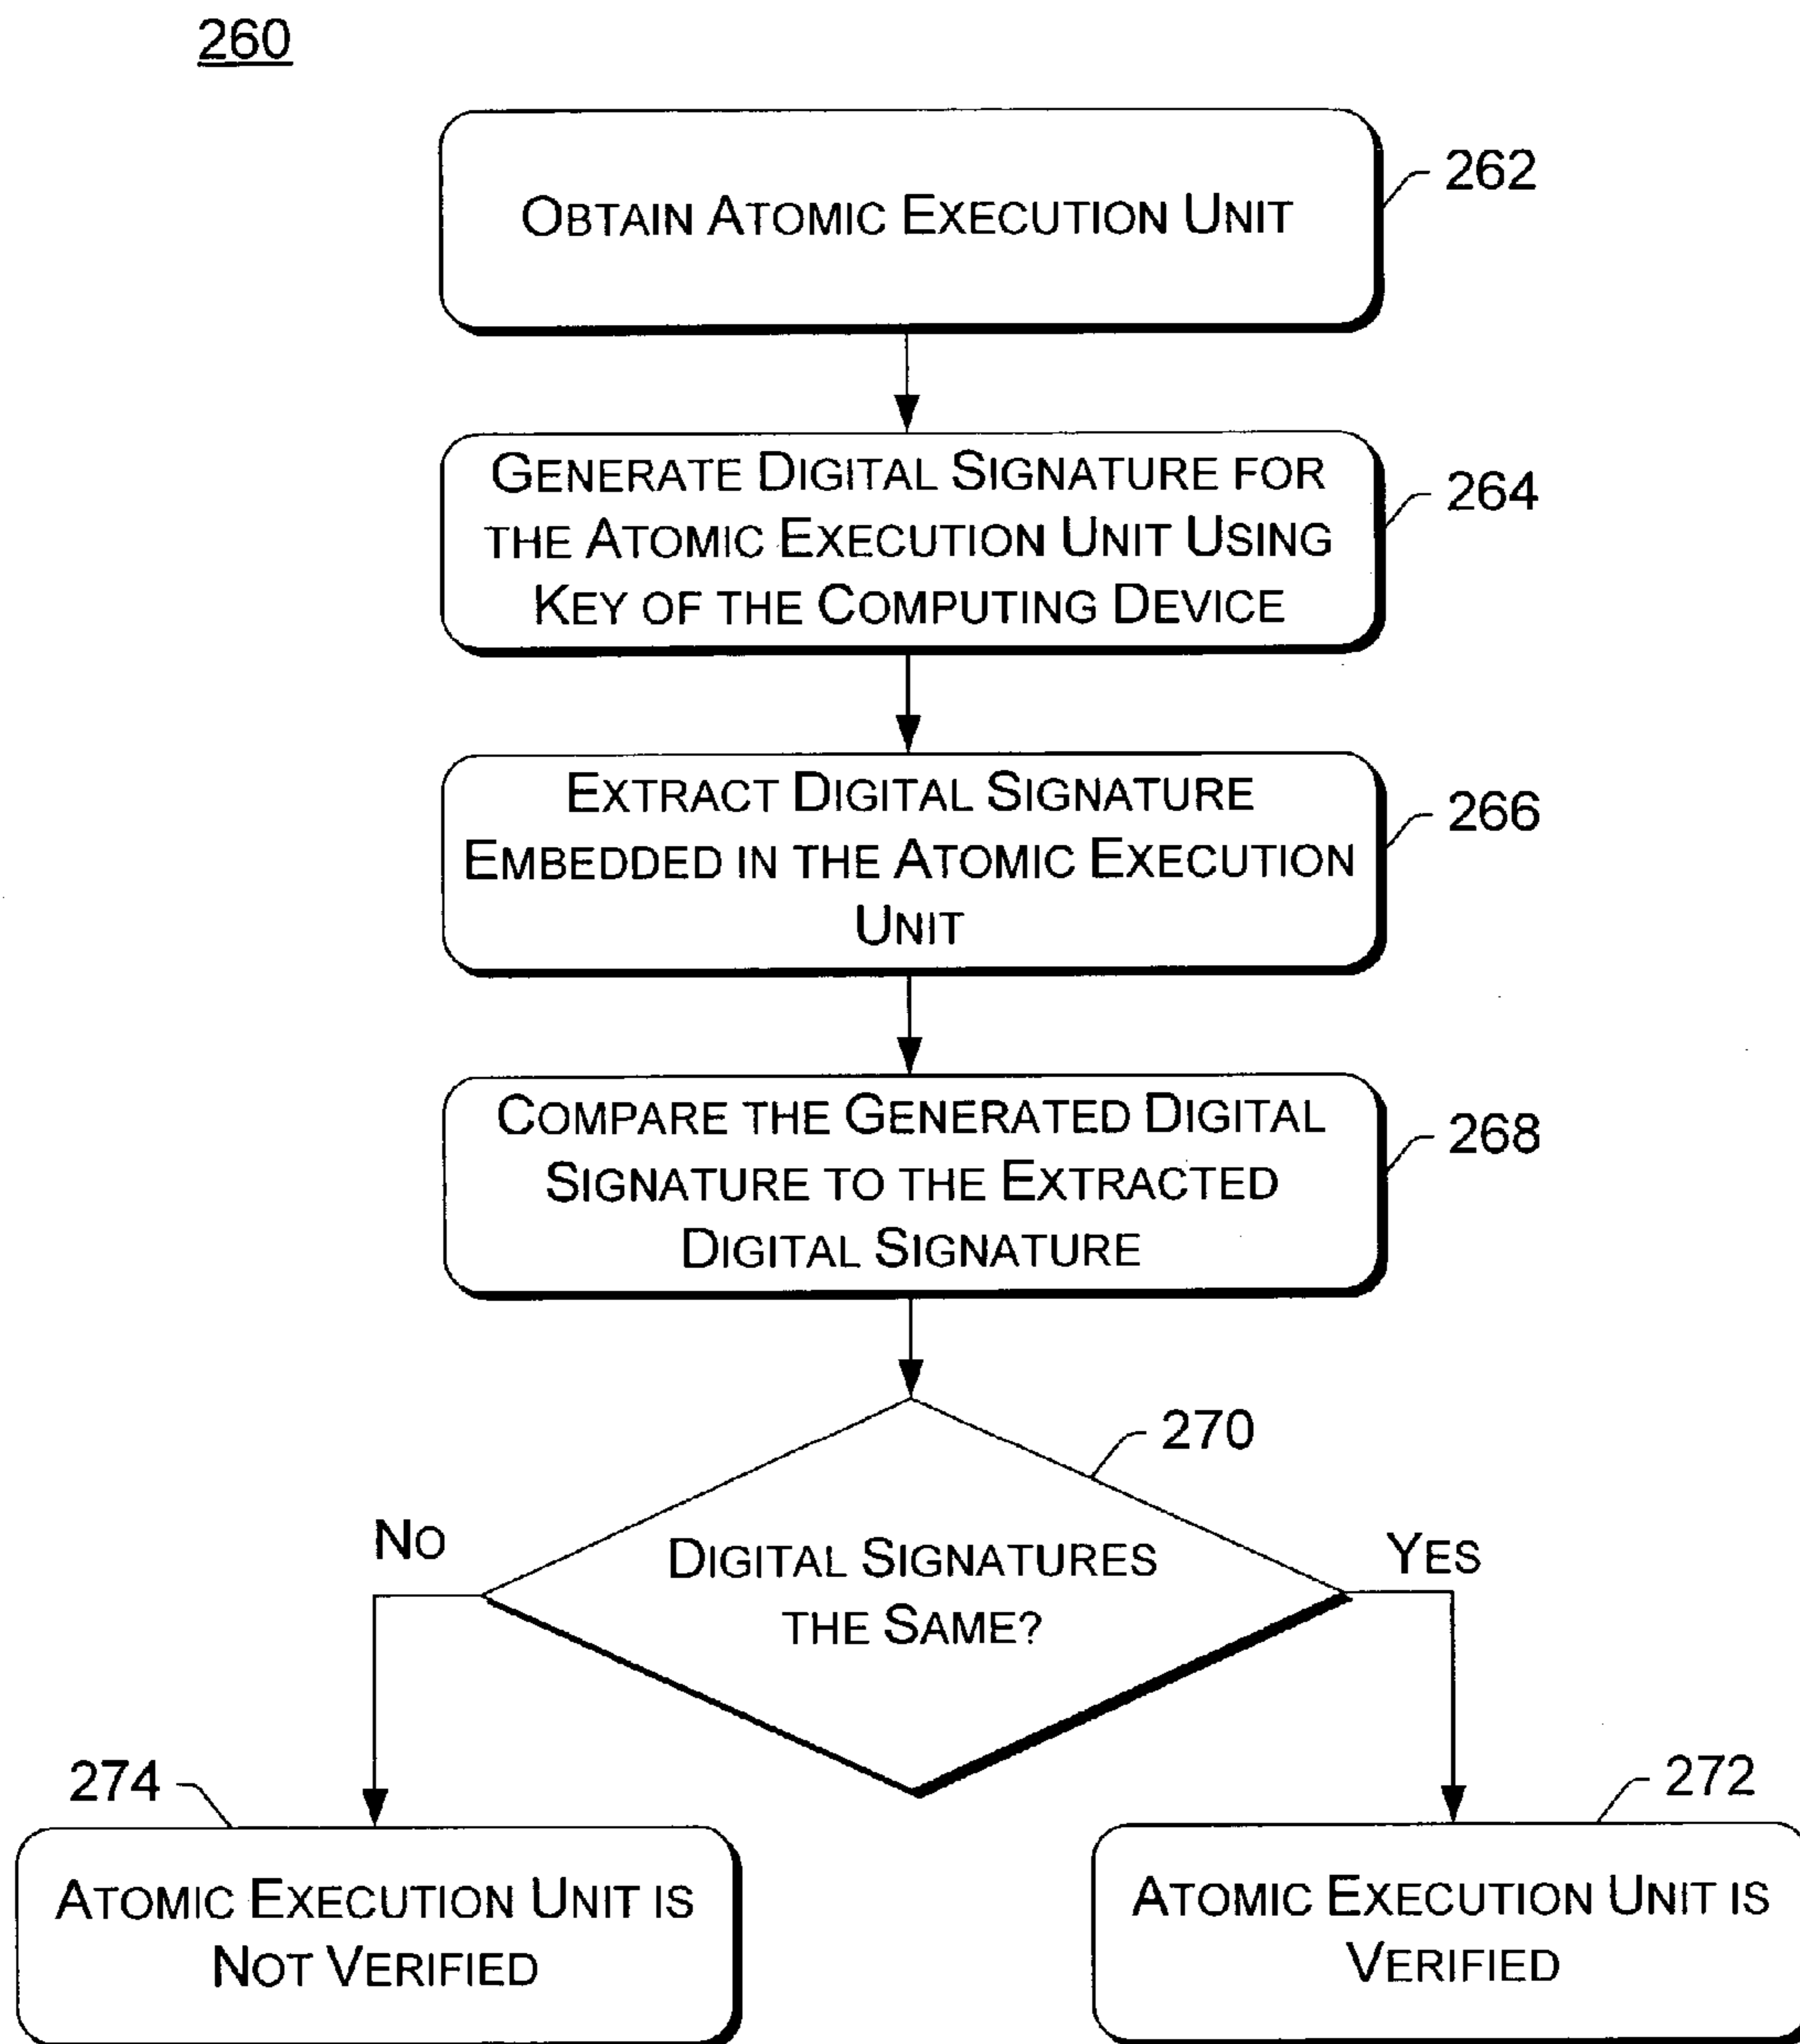 260
OBTAIN ATOMIC EXECUTION UNIT
262
GENERATE DIGITAL SIGNATURE FOR
THE ATOMIC EXECUTION UNIT USING
KEY OF THE COMPUTING DEVICE
264
EXTRACT DIGITAL SIGNATURE
EMBEDDED IN THE ATOMIC EXECUTION
UNIT
266
COMPARE THE GENERATED DIGITAL
SIGNATURE TO THE EXTRACTED
DIGITAL SIGNATURE
268
270
NO
DIGITAL SIGNATURES
THE SAME?
YES
274
ATOMIC EXECUTION UNIT IS
NOT VERIFIED
272
ATOMIC EXECUTION UNIT IS
VERIFIED